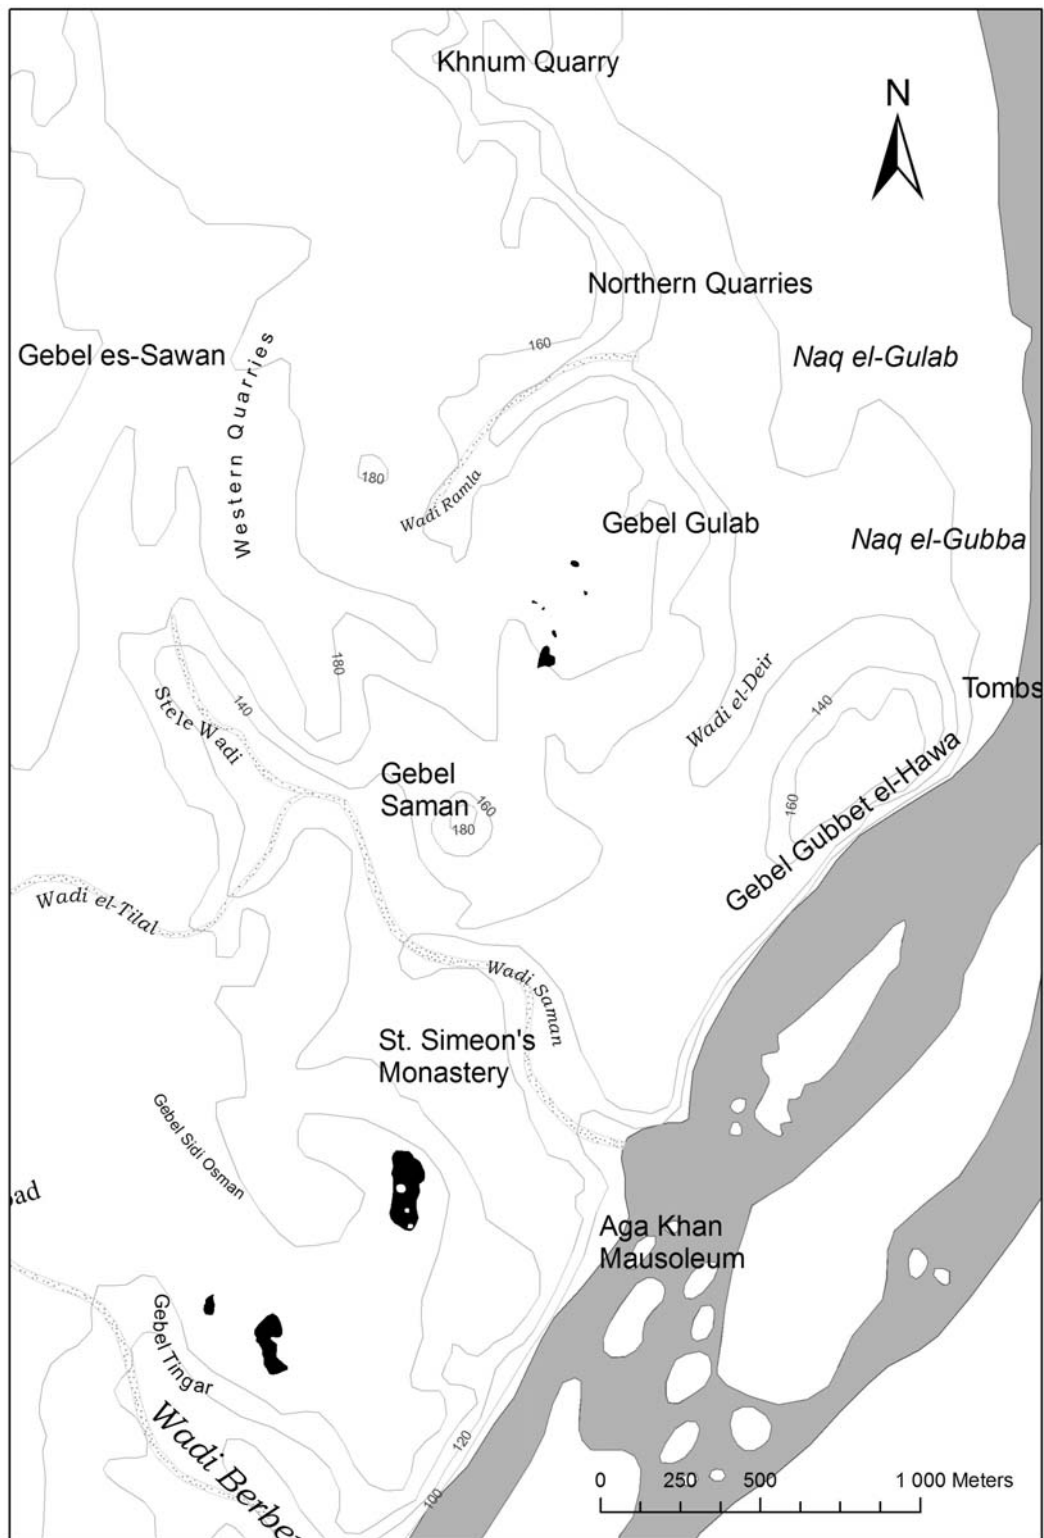 Khnum Quarry
N
Northern Quarries
160
Gebel es-Sawan
Western Quarries
Naq el-Gulab
180
Wadi Ramla
Gebel Gulab
Naq el-Gubba
180
Wadi el-Deir
Tombs
140
Stele Wadi
140
Gebel
Saman
160
180
160
Gebel Gubbet el-Hawa
Wadi el-Tilal
Wadi Saman
St. Simeon's
Monastery
Gebel Sidi Osman
oad
Aga Khan
Mausoleum
Gebel Tingar
Wadi Berbe
120
100
0 250 500 1 000 Meters